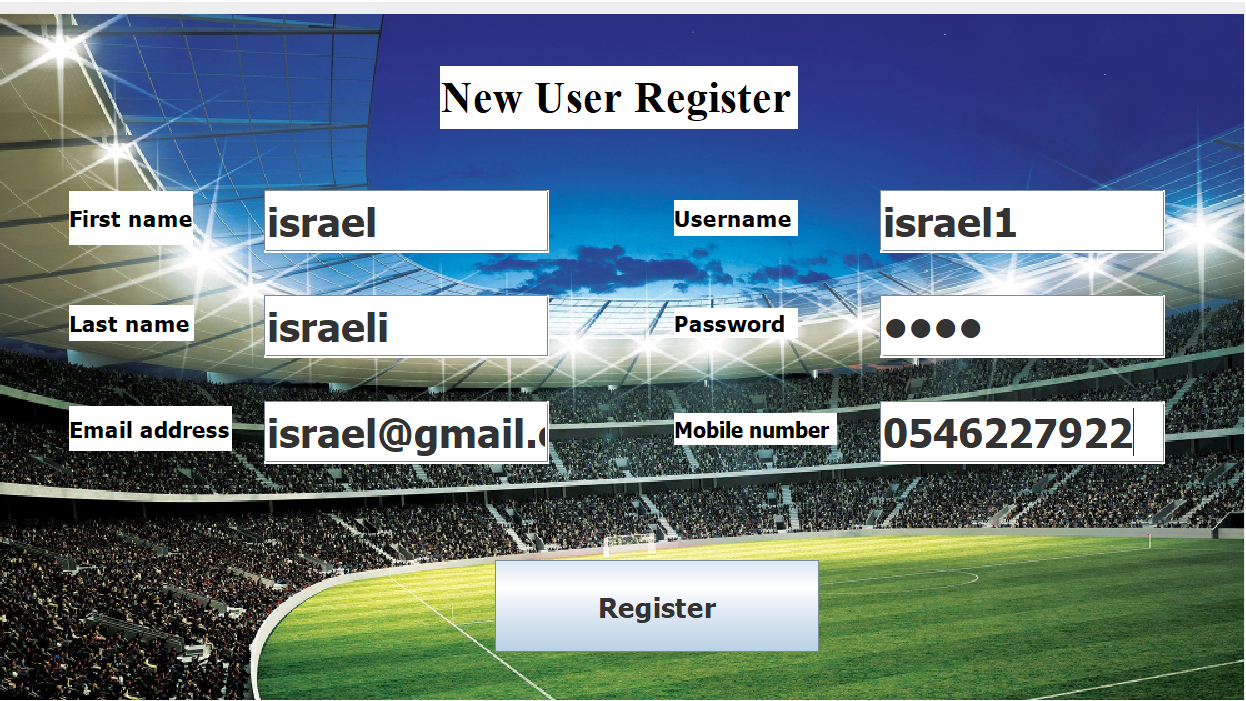 New User Register
First name israel Username israel1
Last name israeli Password ●●●●
Email address israel@gmail. Mobile number 0546227922
Register